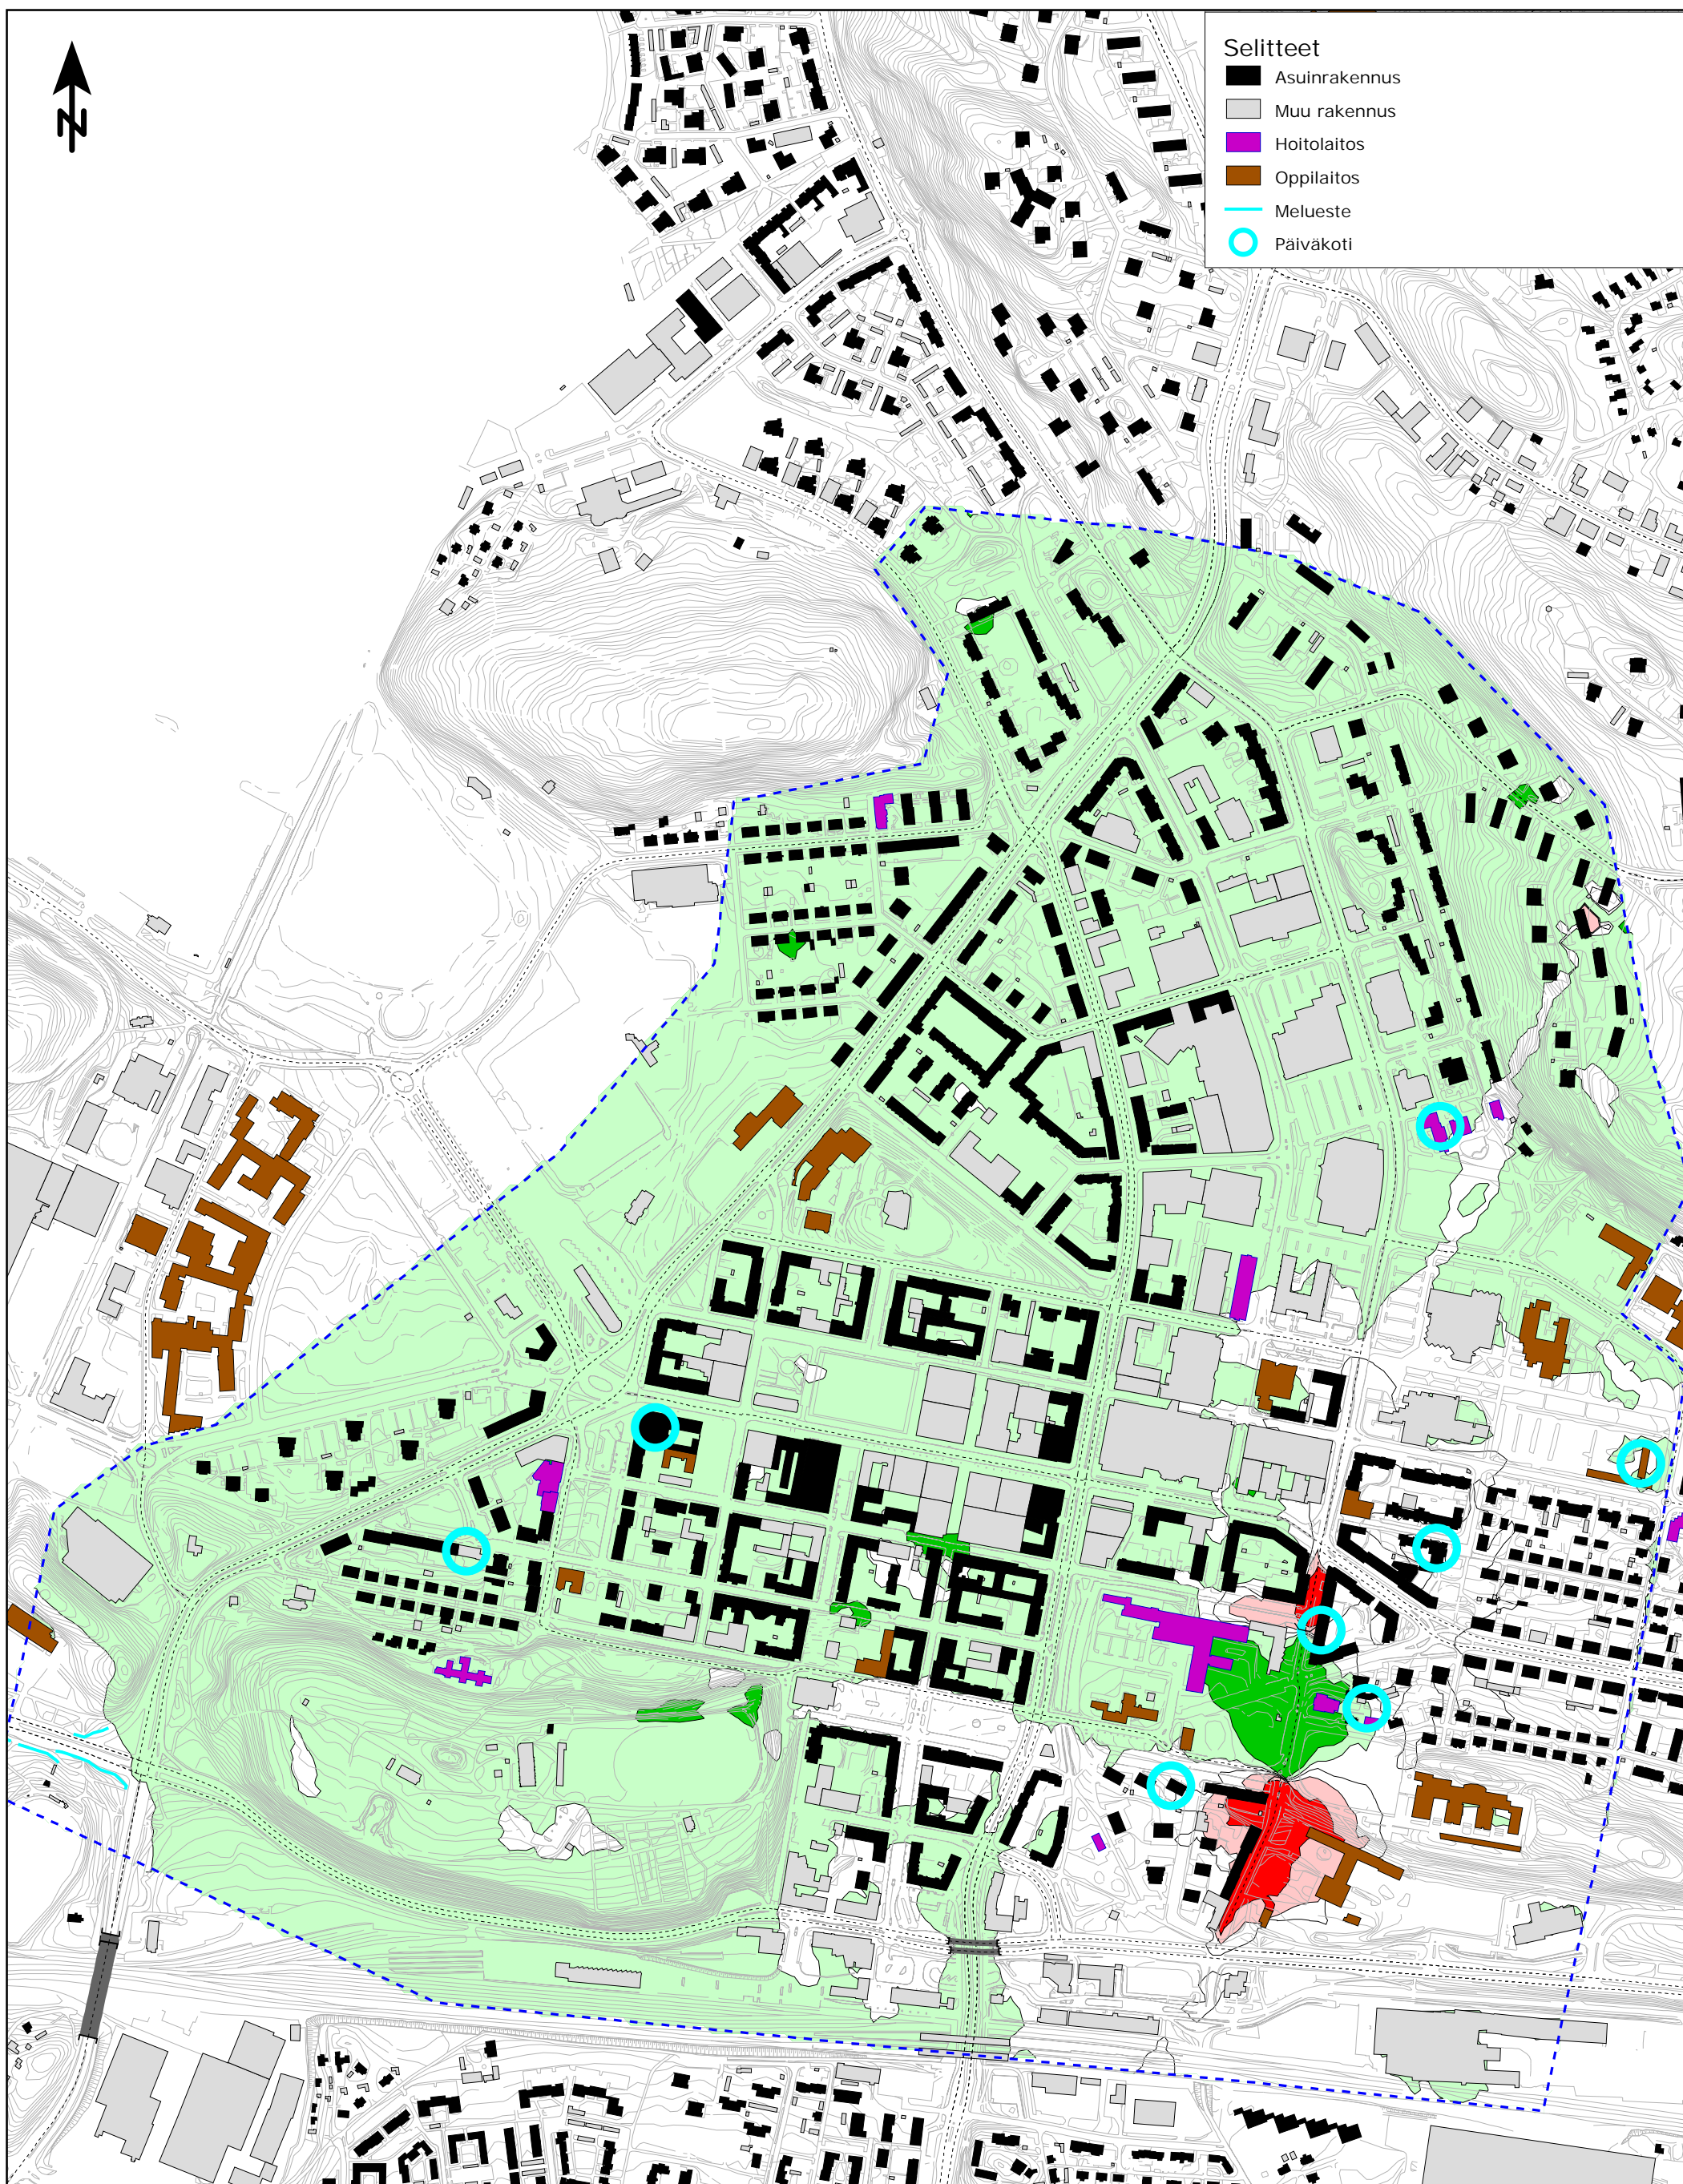 N
Selitteet
Asuinrakennus
Muu rakennus
Hoitolaitos
Oppilaitos
Melueste
Päiväkoti